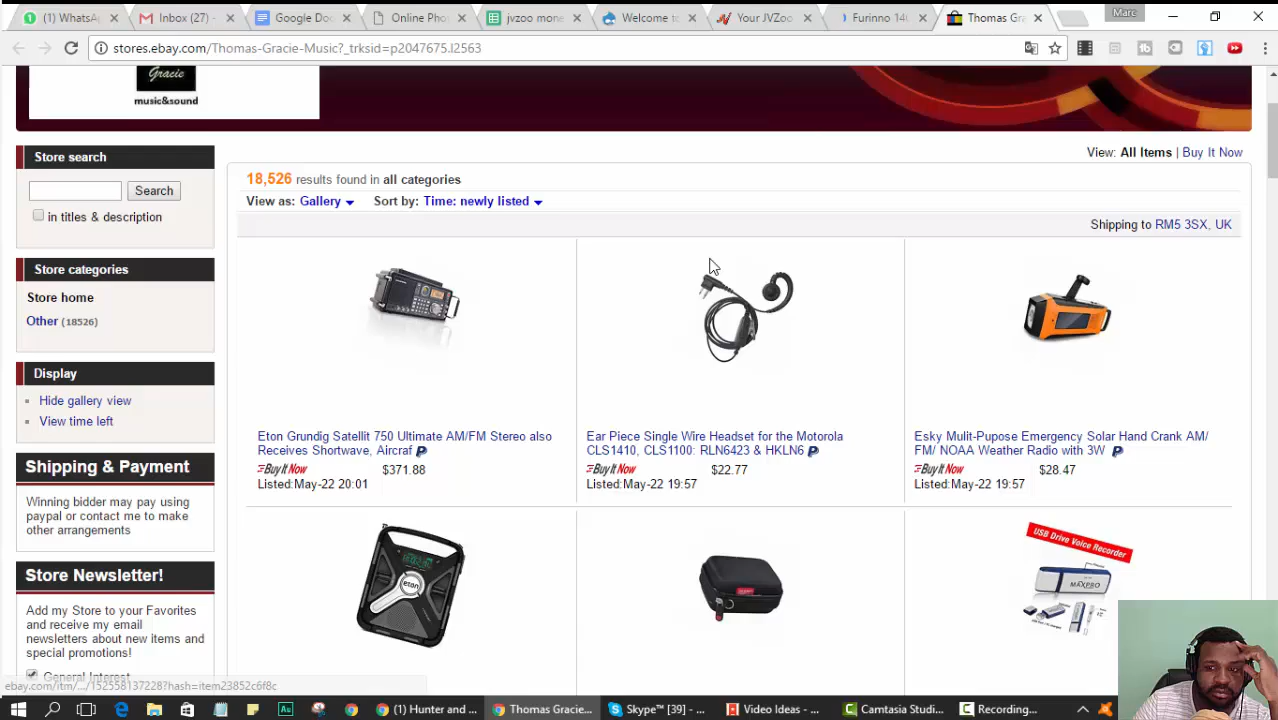 (1) WhatsA
Inbox (27) -
Google Doc
Online Pho
jvzoo mone
Welcome to
Your JVZoo
Furinno 14
Thomas Gra
Marc
stores.ebay.com/Thomas-Gracie-Music?_trksid=p2047675.l2563
Gracie
music&sound
Store search
Search
in titles & description
Store categories
Store home
Other (18526)
Display
Hide gallery view
View time left
Shipping & Payment
Winning bidder may pay using
paypal or contact me to make
other arrangements
Store Newsletter!
Add my Store to your Favorites
and receive my email
newsletters about new items and
special promotions!
General Interest
View: All Items | Buy It Now
18,526 results found in all categories
View as: Gallery Sort by: Time: newly listed
Shipping to RM5 3SX, UK
Eton Grundig Satellit 750 Ultimate AM/FM Stereo also
Receives Shortwave, Aircraf
Buy It Now $371.88
Listed:May-22 20:01
Ear Piece Single Wire Headset for the Motorola
CLS1410, CLS1100: RLN6423 & HKLN6
Buy It Now $22.77
Listed:May-22 19:57
Esky Mulit-Pupose Emergency Solar Hand Crank AM/
FM/ NOAA Weather Radio with 3W
Buy It Now $28.47
Listed:May-22 19:57
eton
USB Drive Voice Recorder
MAXPRO
ebay.com/itm/.../152558137228?hash=item23852c6f8c
(1) Hunter and ...
Thomas Gracie...
Skype™ [39] - ...
Video Ideas - ...
Camtasia Studi...
Recording...